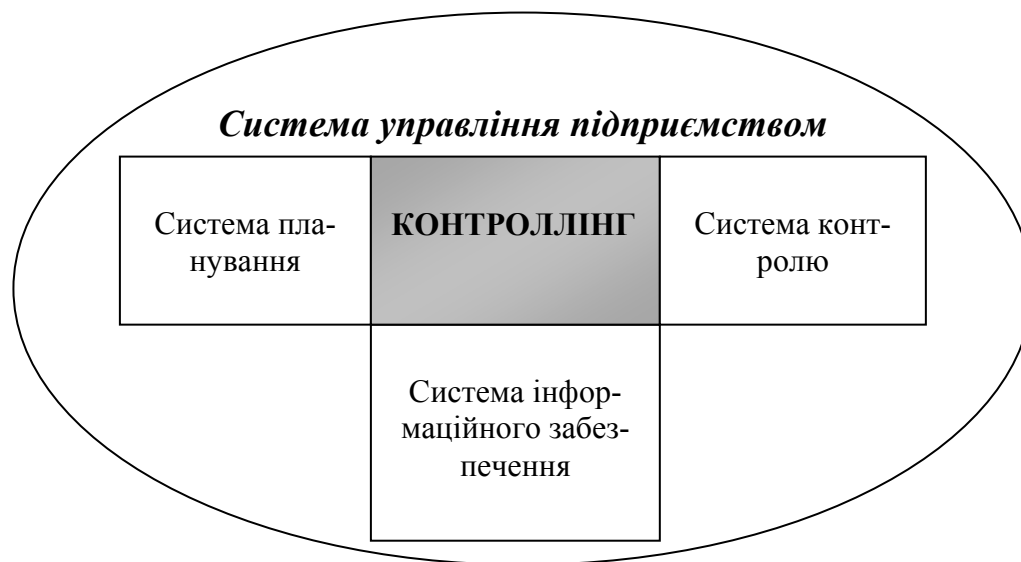 Система управління підприємством
Система пла-
нування
КОНТРОЛЛІНГ
Система конт-
ролю
Система інфор-
маційного забез-
печення